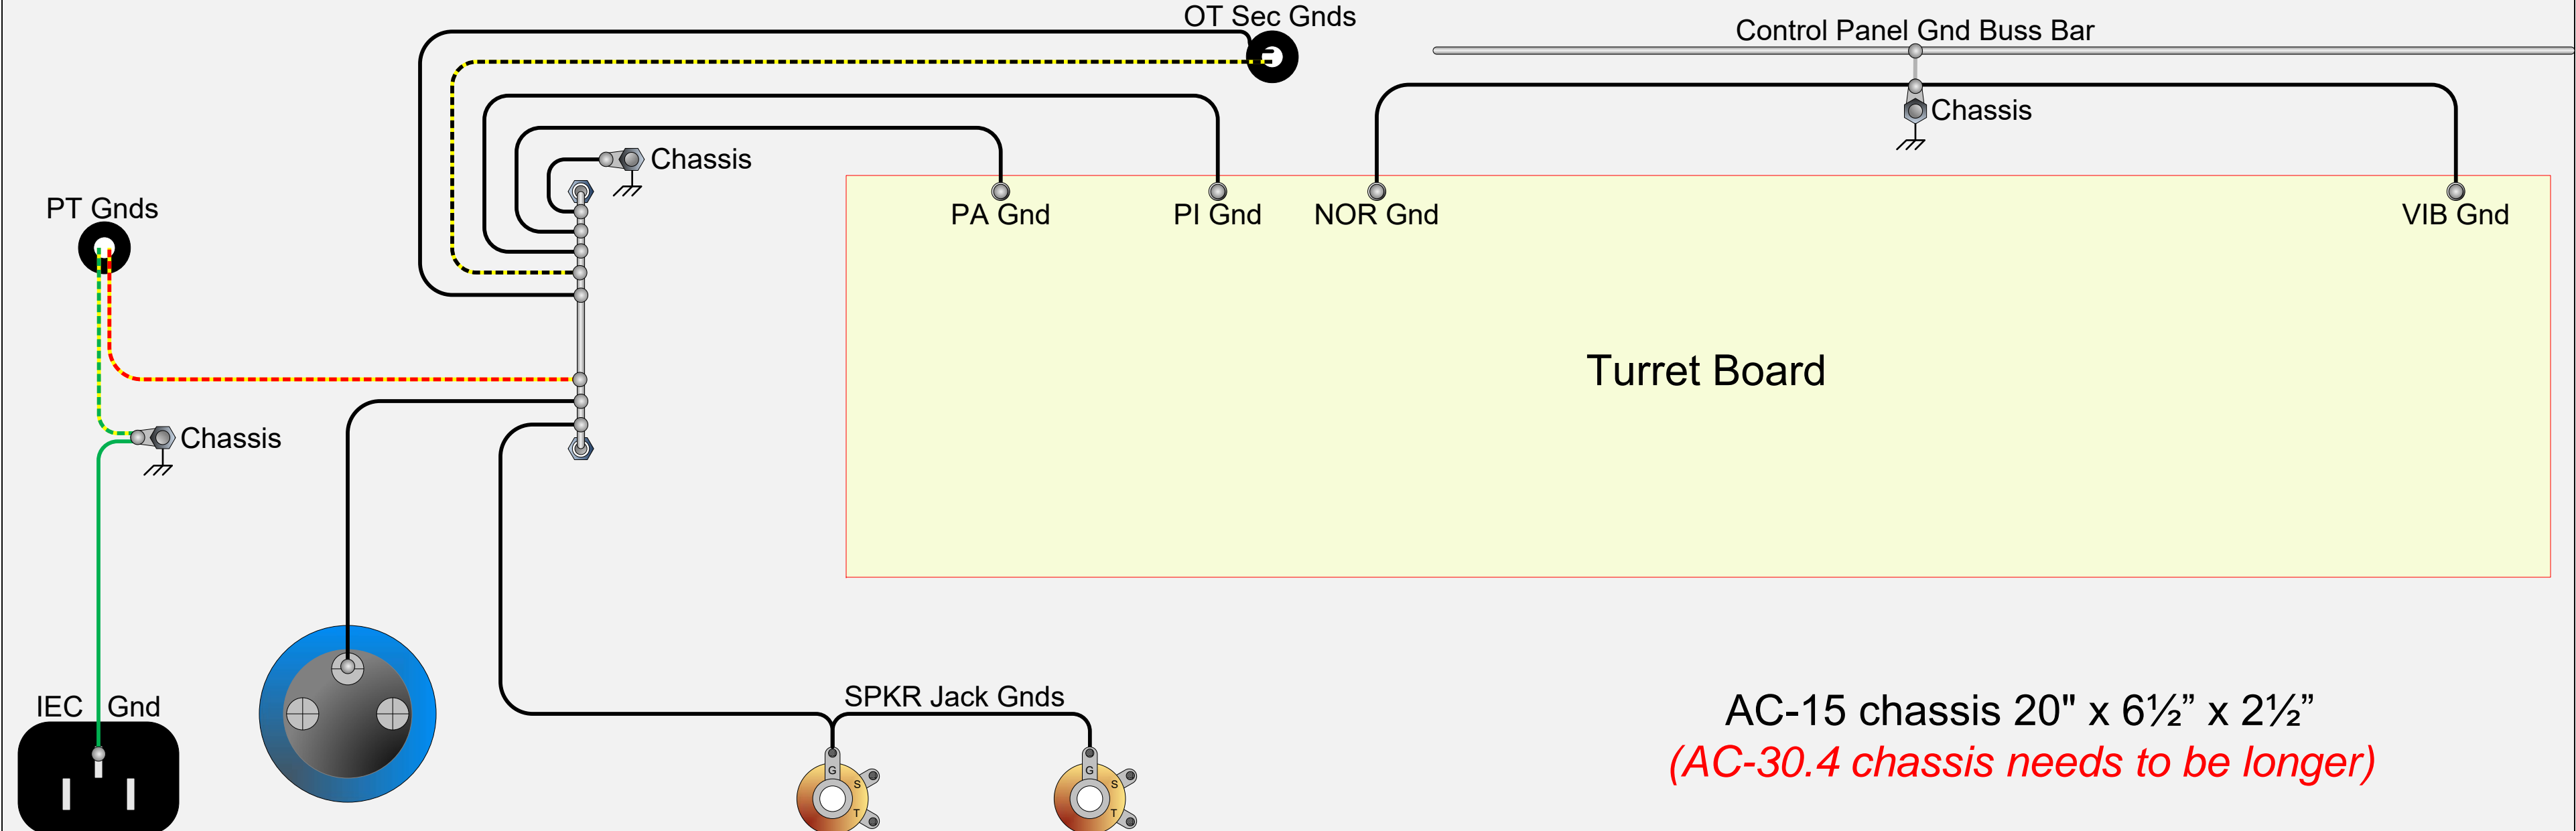 OT Sec Gnds
Control Panel Gnd Buss Bar
Chassis
Chassis
PT Gnds
PA Gnd
PI Gnd
NOR Gnd
VIB Gnd
Turret Board
Chassis
IEC Gnd
SPKR Jack Gnds
AC-15 chassis 20" x 6½” x 2½”
(AC-30.4 chassis needs to be longer)
G
S
T
G
S
T